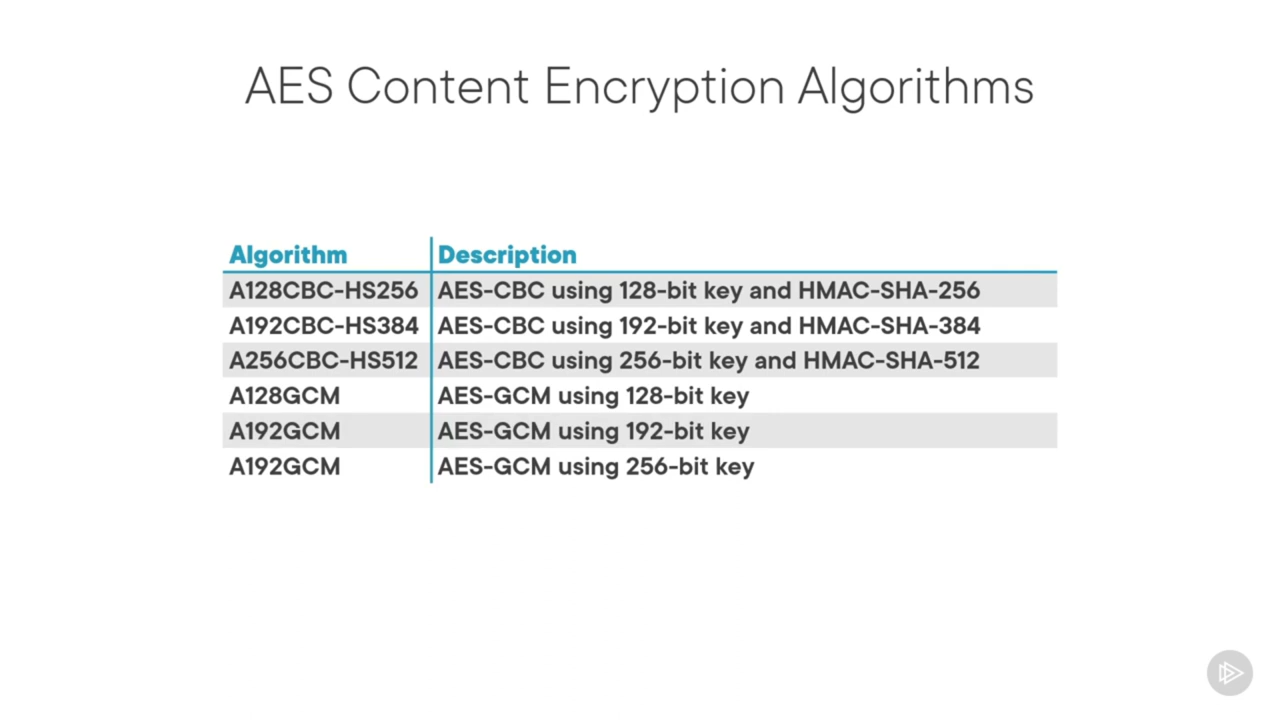 AES Content Encryption Algorithms
Algorithm Description
A128CBC-HS256 AES-CBC using 128-bit key and HMAC-SHA-256
A192CBC-HS384 AES-CBC using 192-bit key and HMAC-SHA-384
A256CBC-HS512 AES-CBC using 256-bit key and HMAC-SHA-512
A128GCM AES-GCM using 128-bit key
A192GCM AES-GCM using 192-bit key
A192GCM AES-GCM using 256-bit key